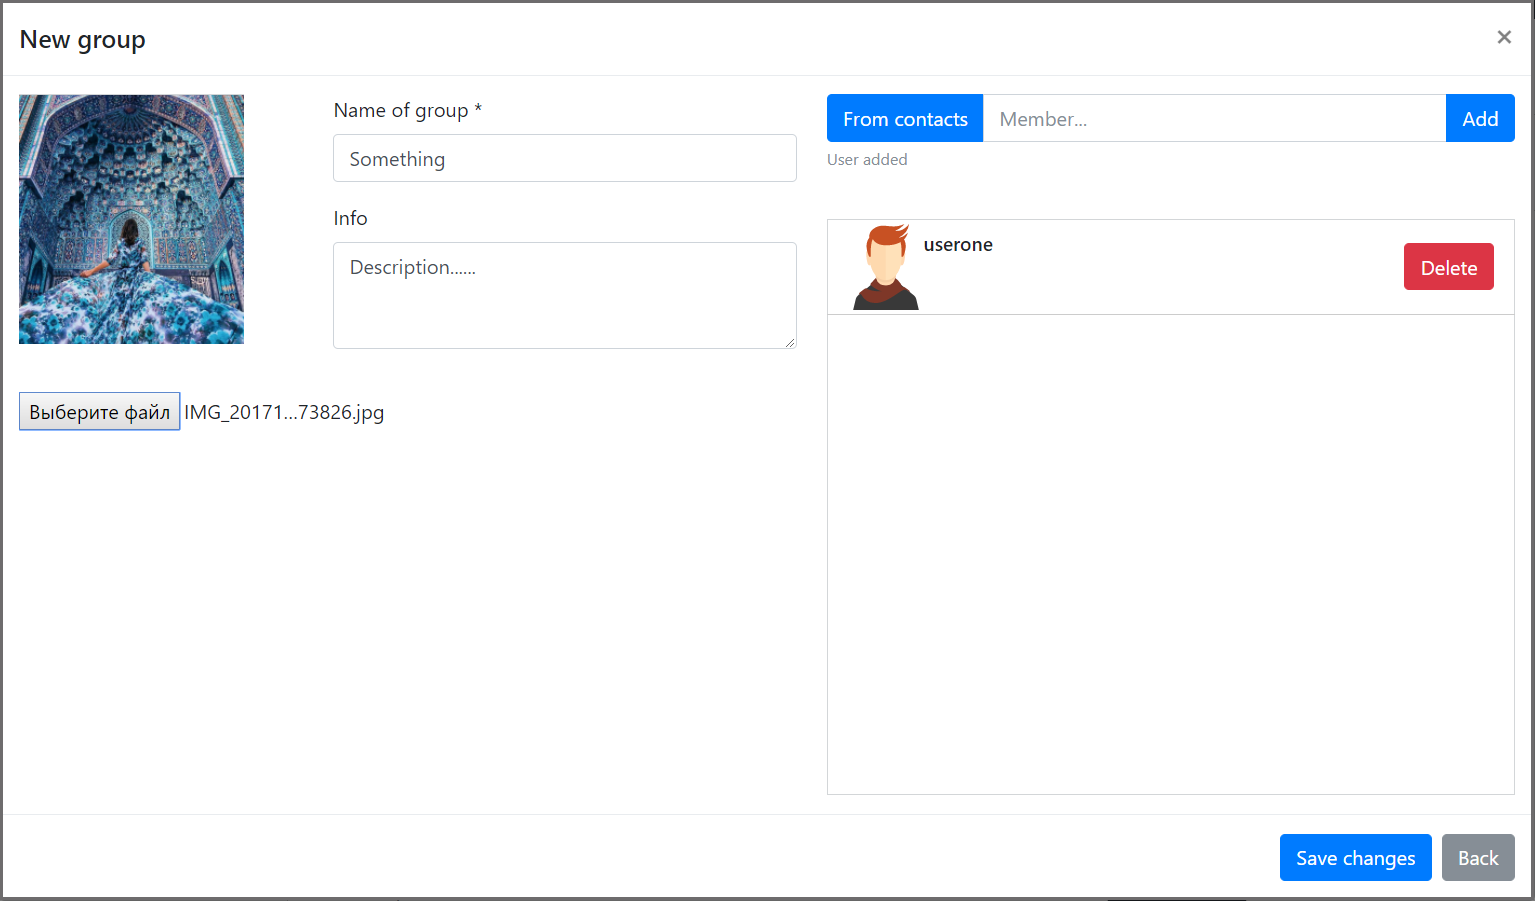 New group
×
Name of group *
Something
Info
Description......
Выберите файл IMG_20171...73826.jpg
From contacts Member... Add
User added
userone
Delete
Save changes Back